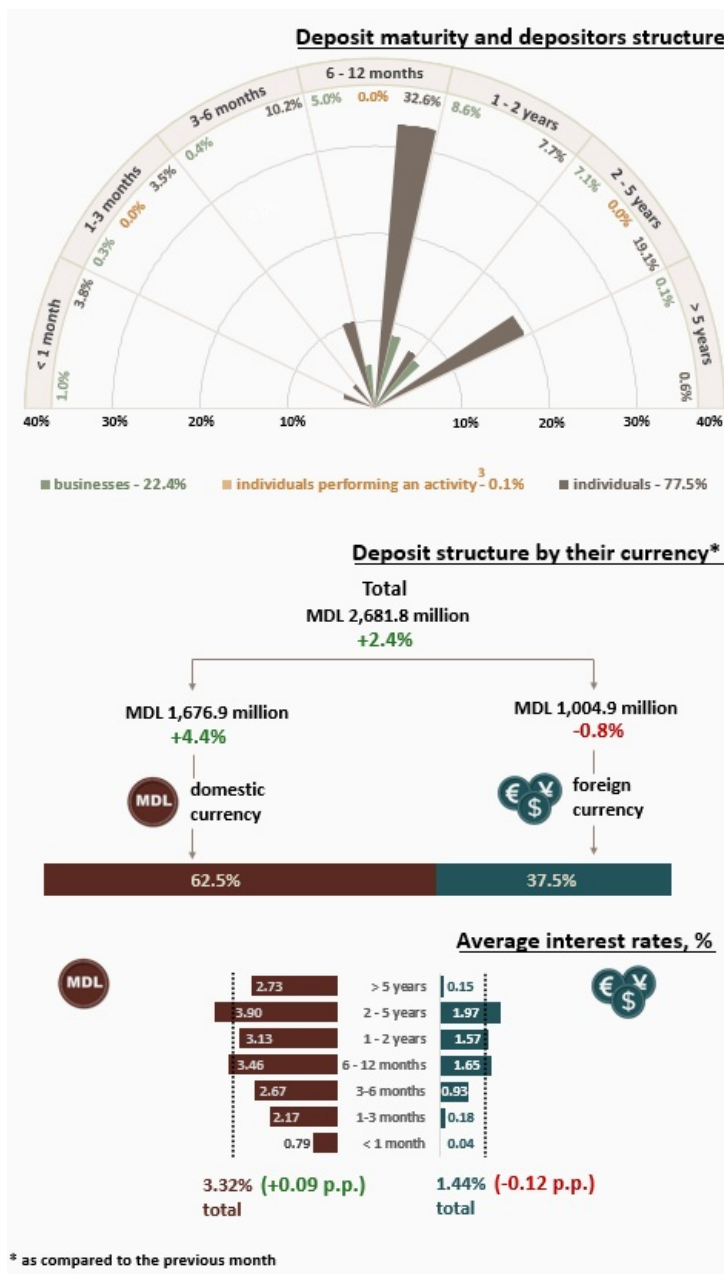 Deposit maturity and depositors structure
< 1 month
1-3 months
3-6 months
6 - 12 months
1 - 2 years
2 - 5 years
> 5 years
1.0%
3.8%
0.3%
0.0%
3.5%
0.4%
10.2%
5.0%
0.0%
32.6%
8.6%
7.7%
7.1%
0.0%
19.1%
0.1%
0.6%
40% 30% 20% 10% 10% 20% 30% 40%
businesses - 22.4% individuals performing an activity 3 - 0.1% individuals - 77.5%
Deposit structure by their currency*
Total
MDL 2,681.8 million
+2.4%
MDL 1,676.9 million MDL 1,004.9 million
+4.4% -0.8%
MDL domestic € ¥ $ foreign
currency currency
62.5% 37.5%
Average interest rates, %
MDL € ¥ $
2.73 > 5 years 0.15
3.90 2 - 5 years 1.97
3.13 1 - 2 years 1.57
3.46 6 - 12 months 1.65
2.67 3-6 months 0.93
2.17 1-3 months 0.18
0.79 < 1 month 0.04
3.32% (+0.09 p.p.) 1.44% (-0.12 p.p.)
total total
* as compared to the previous month